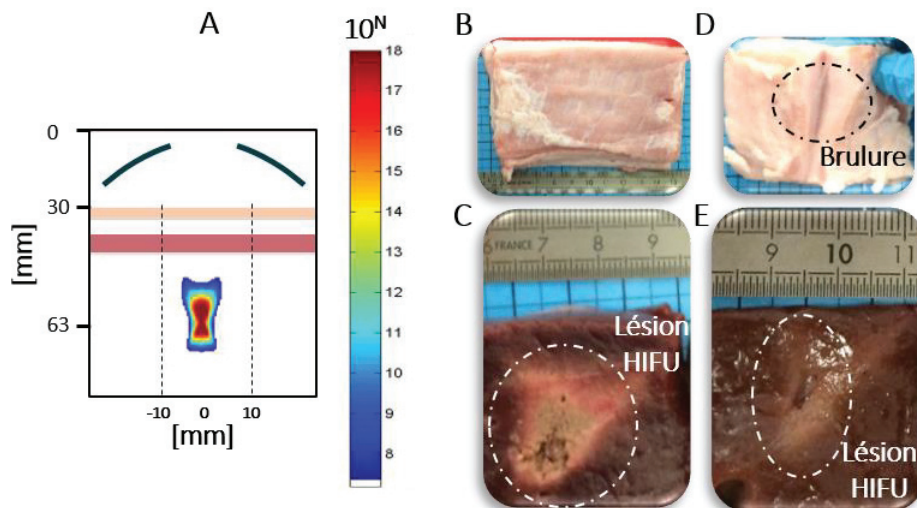 A
10ᴺ
18
17
16
15
14
13
12
11
10
9
8
0
30
63
[mm]
-10 0 10
[mm]
B
D
Brulure
C
6 FRANCE 7 8 9
Lésion
HIFU
E
9 10 11
Lésion
HIFU